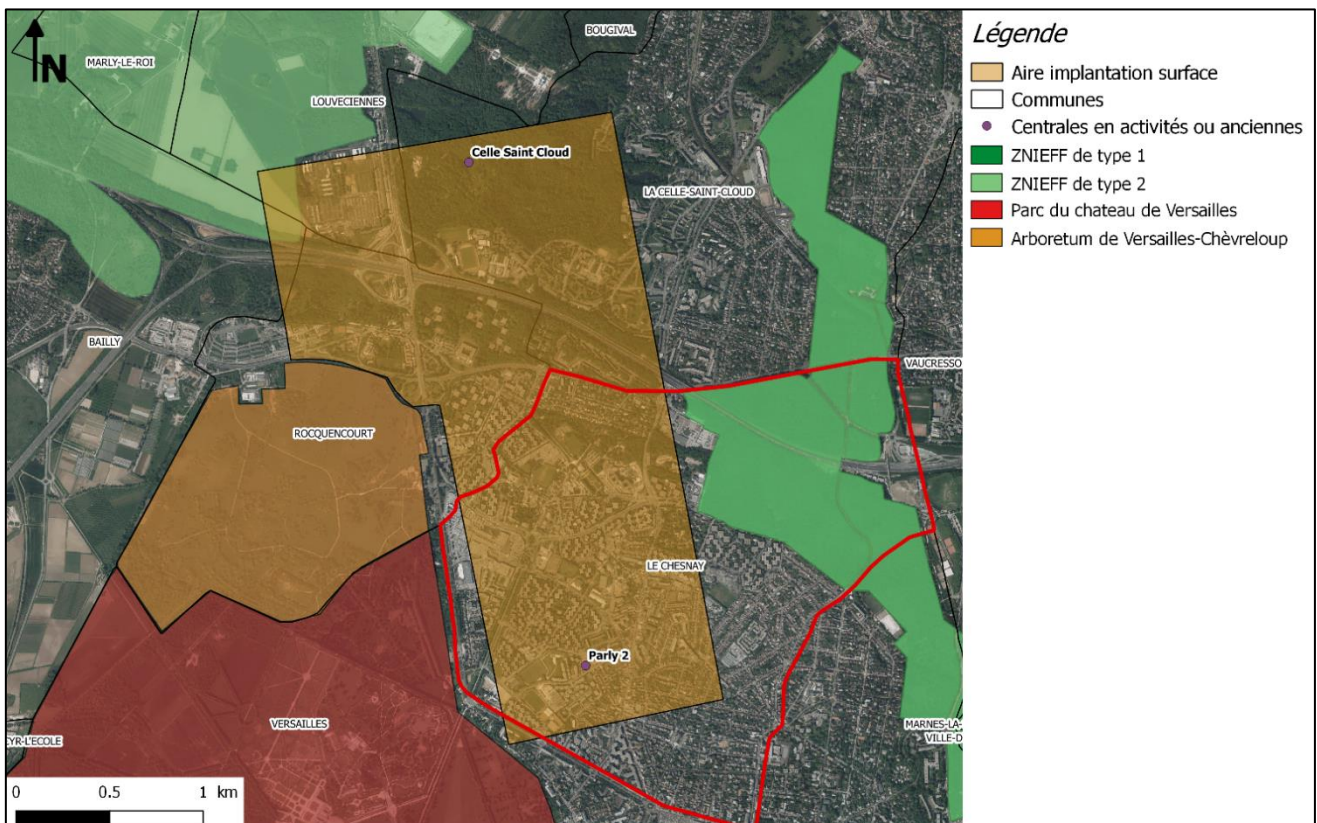 BOUGIVAL
MARLY-LE-ROI
N
LOUVECIENNES
Celle Saint Cloud
LA CELLE-SAINT-CLOUD
BAILLY
VAUCRESSO
ROCQUENCOURT
LE CHESNAY
Parly 2
VERSAILLES
CYR-L'ECOLE
MARNES-LA-
VILLE-D
0 0.5 1 km
Légende
Aire implantation surface
Communes
Centrales en activités ou anciennes
ZNIEFF de type 1
ZNIEFF de type 2
Parc du chateau de Versailles
Arboretum de Versailles-Chèvreloup